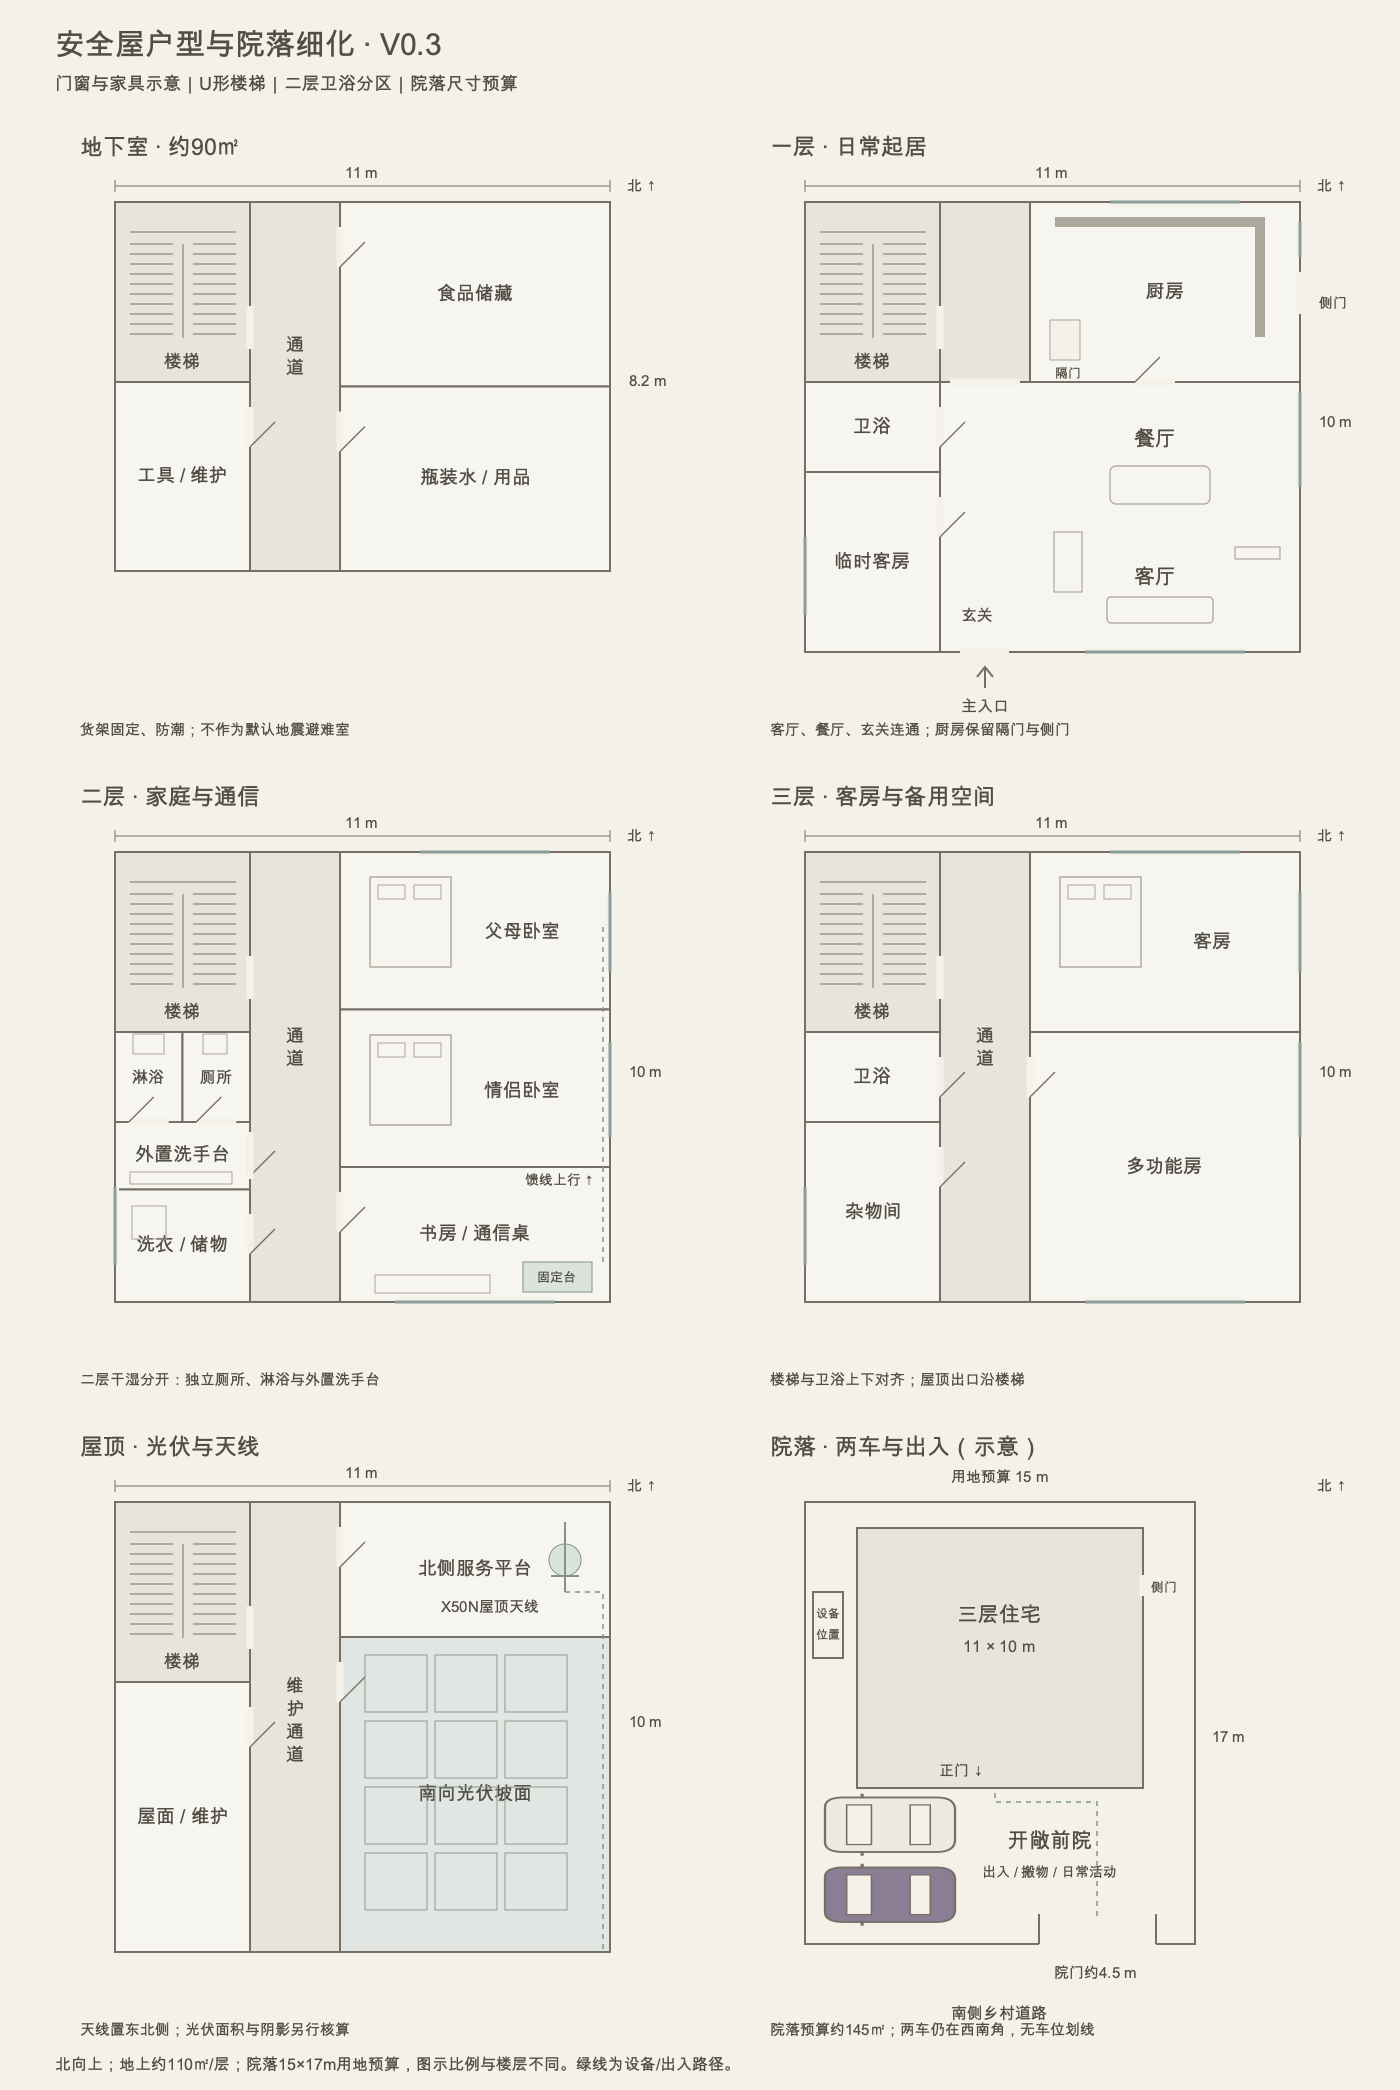 安全屋户型与院落细化 · V0.3
门窗与家具示意 | U形楼梯 | 二层卫浴分区 | 院落尺寸预算
地下室 · 约90㎡
11 m
北 ↑
食品储藏
楼梯
通道
8.2 m
工具 / 维护
瓶装水 / 用品
货架固定、防潮；不作为默认地震避难室
一层 · 日常起居
11 m
北 ↑
厨房
侧门
楼梯
隔门
卫浴
餐厅
10 m
临时客房
客厅
玄关
主入口
客厅、餐厅、玄关连通；厨房保留隔门与侧门
二层 · 家庭与通信
11 m
北 ↑
父母卧室
楼梯
通道
淋浴
厕所
情侣卧室
10 m
外置洗手台
馈线上行 ↑
洗衣 / 储物
书房 / 通信桌
固定台
二层干湿分开：独立厕所、淋浴与外置洗手台
三层 · 客房与备用空间
11 m
北 ↑
客房
楼梯
通道
卫浴
10 m
多功能房
杂物间
楼梯与卫浴上下对齐；屋顶出口沿楼梯
屋顶 · 光伏与天线
11 m
北 ↑
北侧服务平台
X50N屋顶天线
楼梯
维护通道
10 m
南向光伏坡面
屋面 / 维护
天线置东北侧；光伏面积与阴影另行核算
院落 · 两车与出入（示意）
用地预算 15 m
北 ↑
侧门
设备
位置
三层住宅
11 × 10 m
17 m
正门 ↓
开敞前院
出入 / 搬物 / 日常活动
院门约4.5 m
南侧乡村道路
院落预算约145㎡；两车仍在西南角，无车位划线
北向上；地上约110㎡/层；院落15×17m用地预算，图示比例与楼层不同。绿线为设备/出入路径。